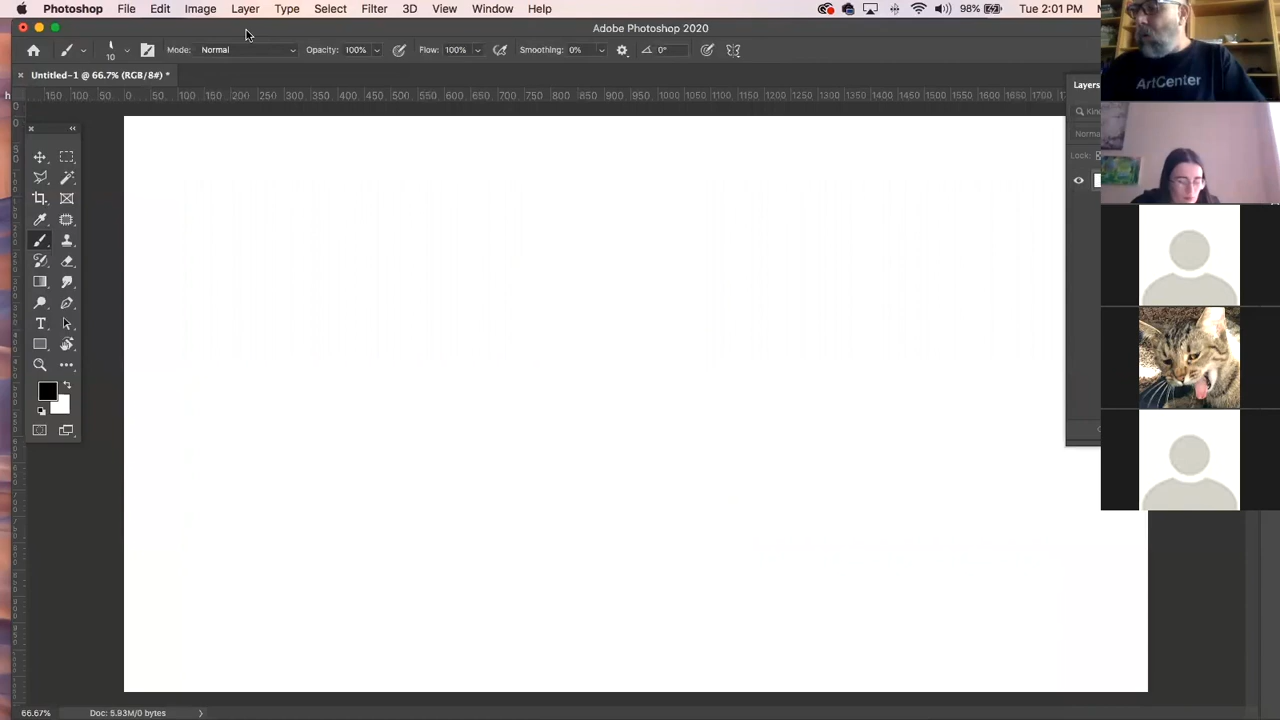 Photoshop File Edit Image Layer Type Select Filter 3D View Window Help 98% Tue 2:01 PM
Adobe Photoshop 2020
10 Mode: Normal Opacity: 100% Flow: 100% Smoothing: 0% 0°
Untitled-1 @ 66.7% (RGB/8#) *
150 100 50 0 50 100 150 200 250 300 350 400 450 500 550 600 650 700 750 800 850 900 950 1000 1050 1100 1150 1200 1250 1300 1350 1400 1450 1500 1550 1600 1650
Layers
Kin
Norma
Lock:
ArtCenter
66.67% Doc: 5.93M/0 bytes